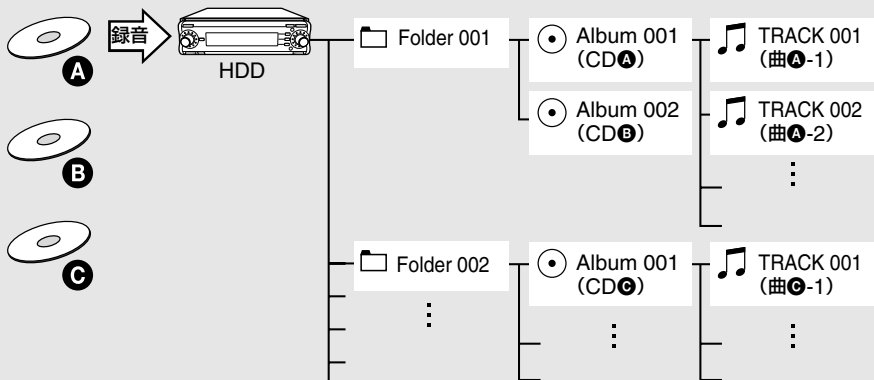 録音
HDD
A
B
C
Folder 001
Album 001
(CDA)
TRACK 001
(曲A-1)
Album 002
(CDB)
TRACK 002
(曲A-2)
Folder 002
Album 001
(CDC)
TRACK 001
(曲C-1)